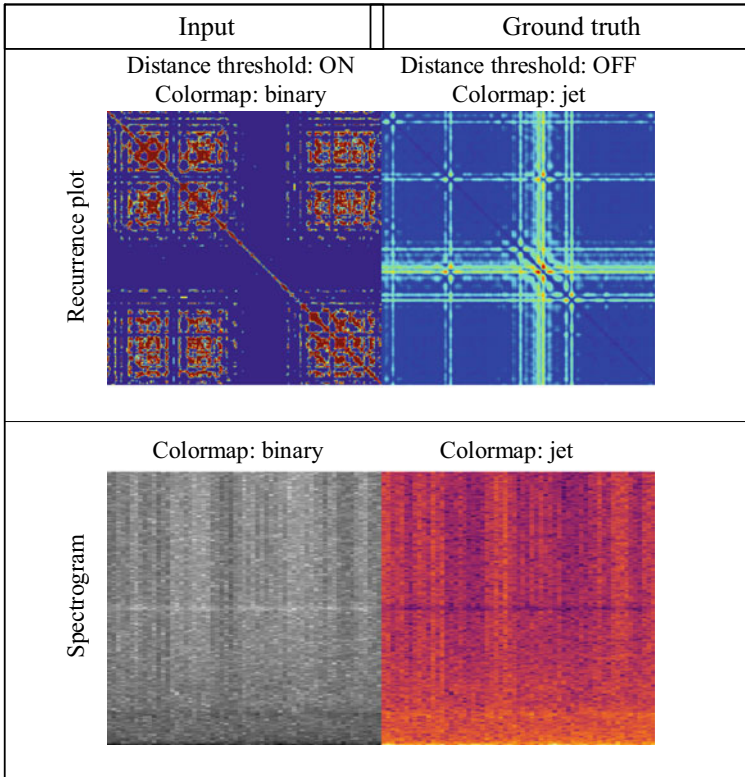 Input
Ground truth
Distance threshold: ON
Colormap: binary
Distance threshold: OFF
Colormap: jet
Recurrence plot
Colormap: binary
Colormap: jet
Spectrogram